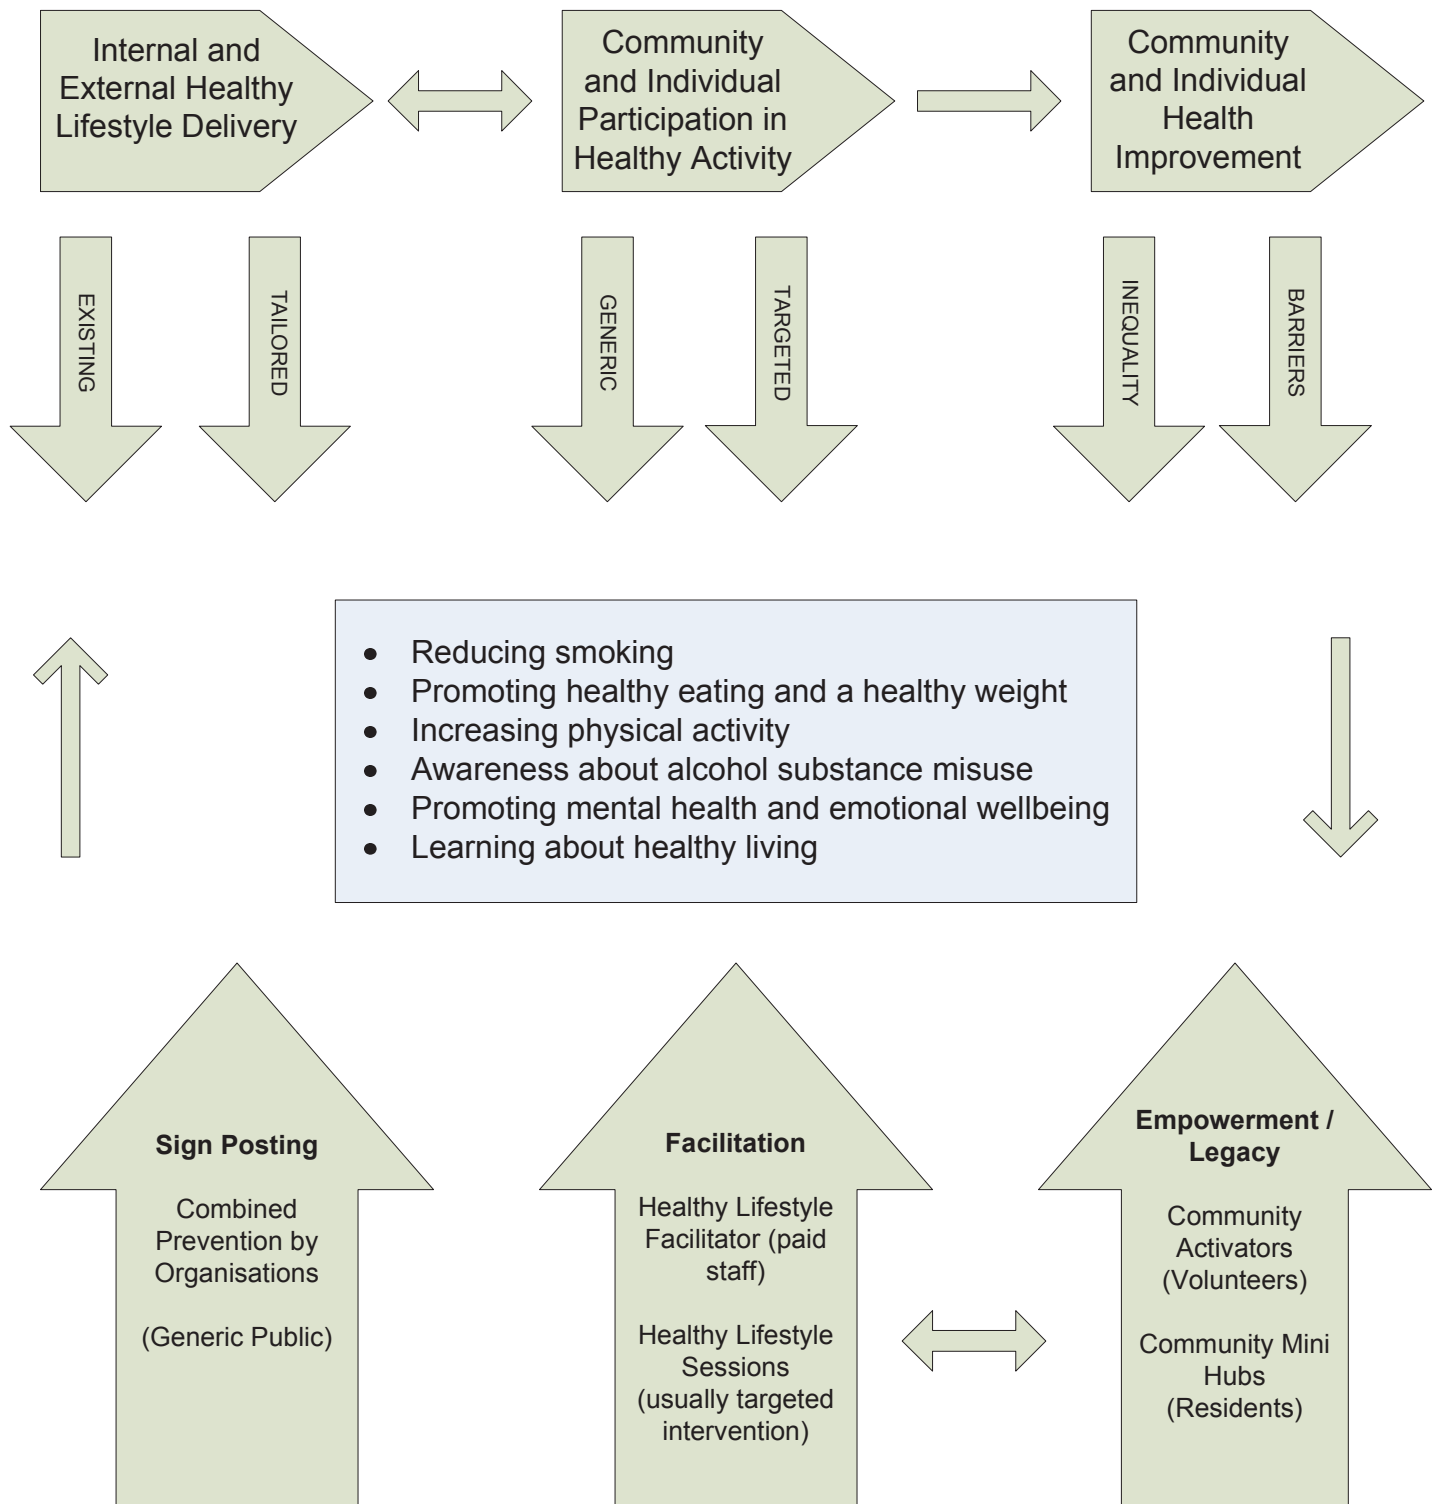 Internal and
External Healthy
Lifestyle Delivery
Community
and Individual
Participation in
Healthy Activity
Community
and Individual
Health
Improvement
EXISTING
TAILORED
GENERIC
TARGETED
INEQUALITY
BARRIERS
• Reducing smoking
• Promoting healthy eating and a healthy weight
• Increasing physical activity
• Awareness about alcohol substance misuse
• Promoting mental health and emotional wellbeing
• Learning about healthy living
Sign Posting
Combined
Prevention by
Organisations
(Generic Public)
Facilitation
Healthy Lifestyle
Facilitator (paid
staff)
Healthy Lifestyle
Sessions
(usually targeted
intervention)
Empowerment /
Legacy
Community
Activators
(Volunteers)
Community Mini
Hubs
(Residents)